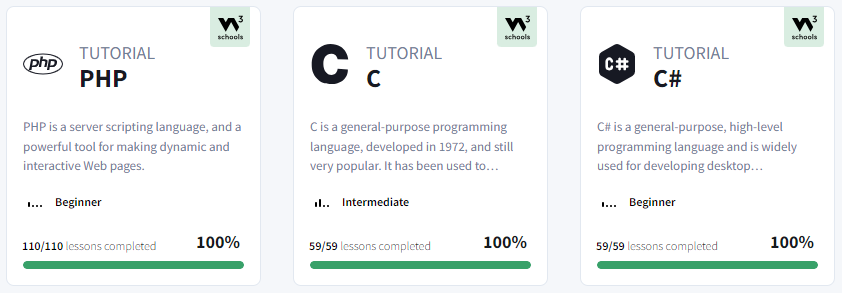 W3
schools
php
TUTORIAL
PHP
PHP is a server scripting language, and a
powerful tool for making dynamic and
interactive Web pages.
Beginner
110/110 lessons completed
100%
W3
schools
C
TUTORIAL
C
C is a general-purpose programming
language, developed in 1972, and still
very popular. It has been used to…
Intermediate
59/59 lessons completed
100%
W3
schools
C#
TUTORIAL
C#
C# is a general-purpose, high-level
programming language and is widely
used for developing desktop…
Beginner
59/59 lessons completed
100%